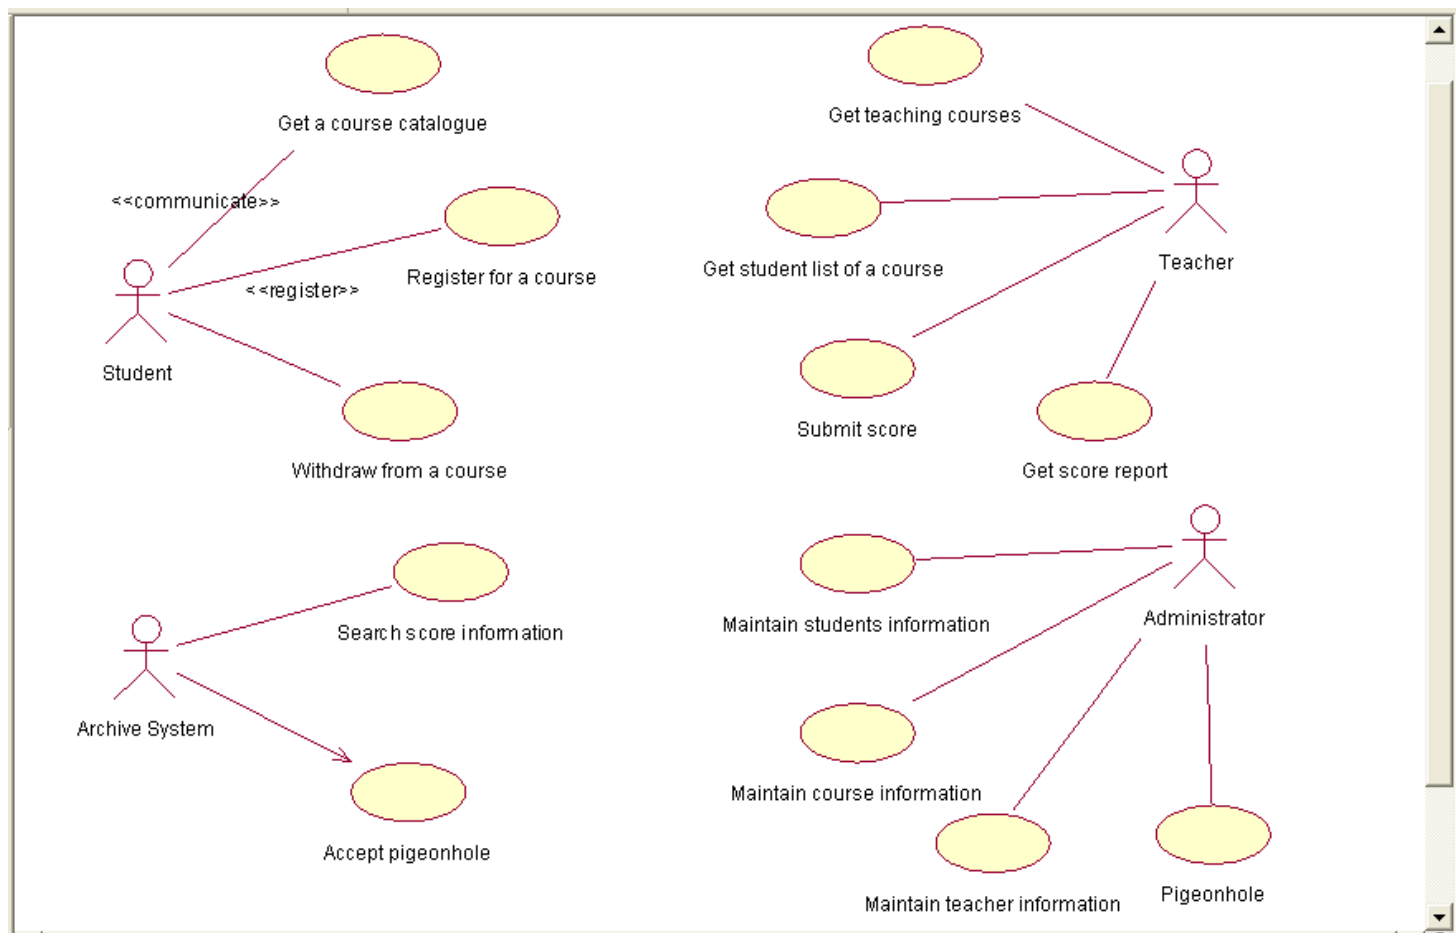 Get a course catalogue
<<communicate>>
Register for a course
<<register>>
Student
Withdraw from a course
Get teaching courses
Get student list of a course
Teacher
Submit score
Get score report
Search score information
Archive System
Accept pigeonhole
Maintain students information
Administrator
Maintain course information
Maintain teacher information
Pigeonhole